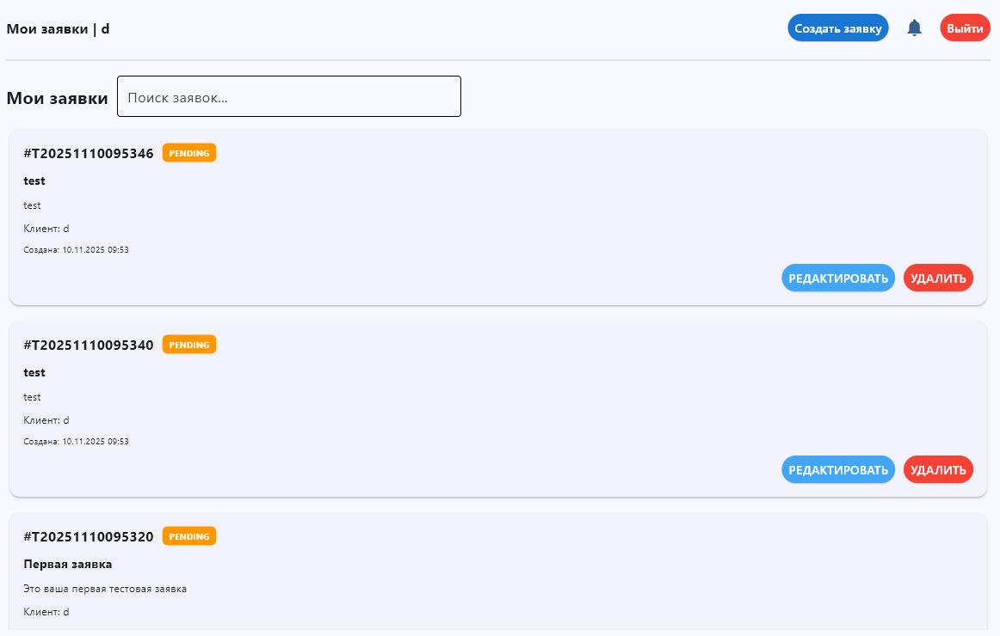 Мои заявки | d
Создать заявку
Выйти
Мои заявки
Поиск заявок...
#T20251110095346 PENDING
test
test
Клиент: d
Создана: 10.11.2025 09:53
РЕДАКТИРОВАТЬ УДАЛИТЬ
#T20251110095340 PENDING
test
test
Клиент: d
Создана: 10.11.2025 09:53
РЕДАКТИРОВАТЬ УДАЛИТЬ
#T20251110095320 PENDING
Первая заявка
Это ваша первая тестовая заявка
Клиент: d